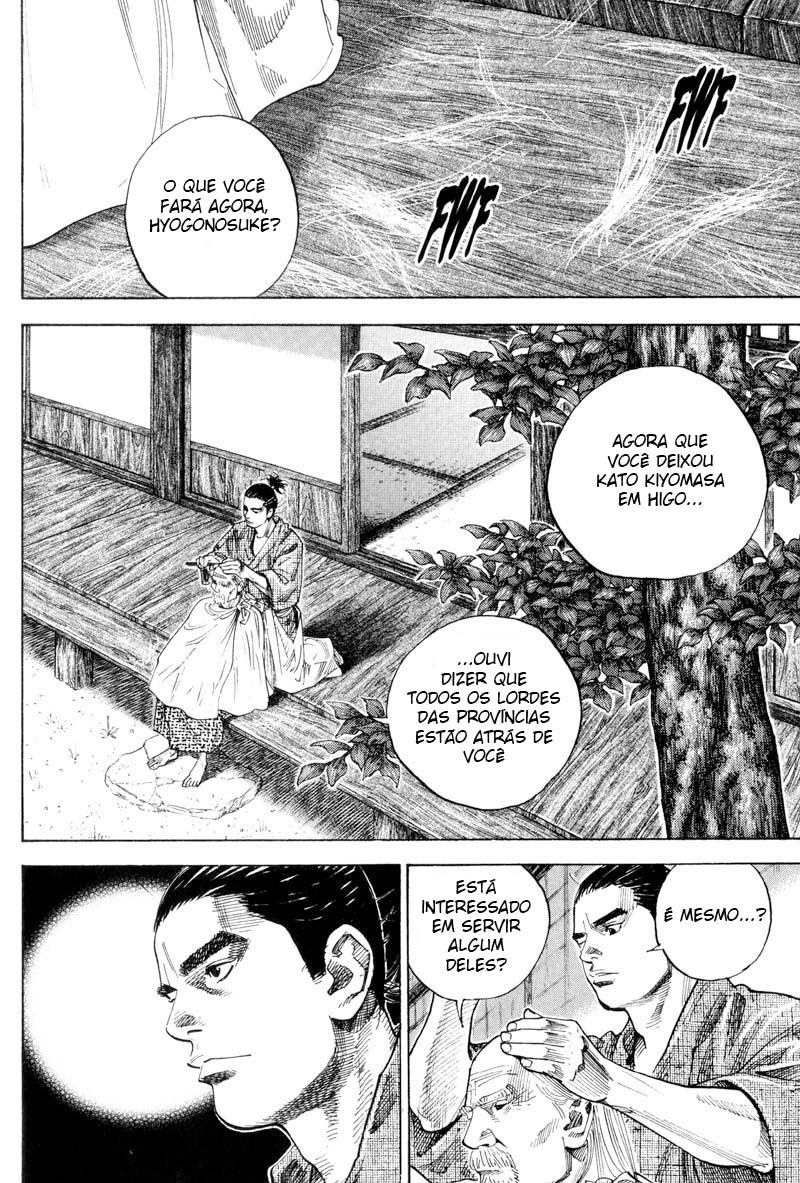 FWF
O QUE VOCÊ
FARÁ AGORA,
HYOGONOSUKE?
FWF
AGORA QUE
VOCÊ DEIXOU
KATO KIYOMASA
EM HIGO...
...OUVI
DIZER QUE
TODOS OS LORDES
DAS PROVÍNCIAS
ESTÃO ATRÁS DE
VOCÊ
É MESMO...?
ESTÁ
INTERESSADO
EM SERVIR
ALGUM
DELES?